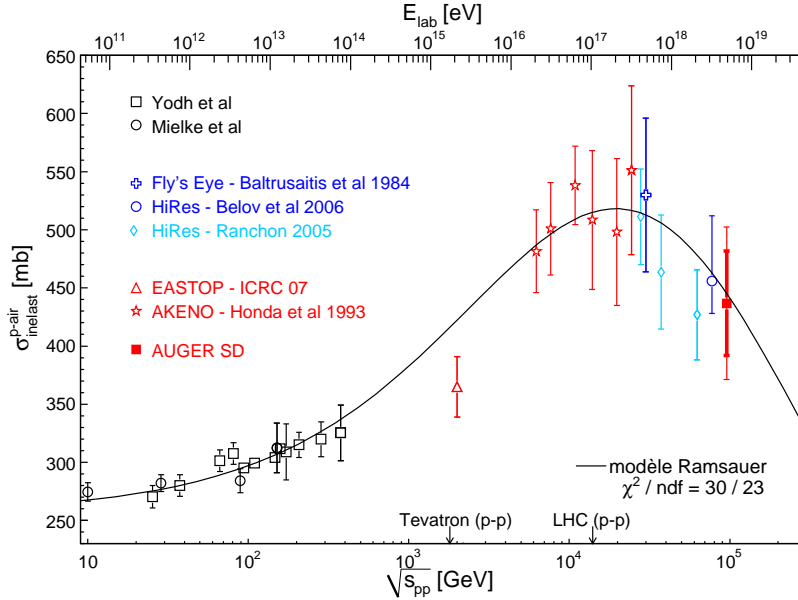 E_lab [eV]
10^11 10^12 10^13 10^14 10^15 10^16 10^17 10^18 10^19
650
600
550
500
450
400
350
300
250
σ^p-air_inelast [mb]
Yodh et al
Mielke et al
Fly's Eye - Baltrusaitis et al 1984
HiRes - Belov et al 2006
HiRes - Ranchon 2005
EASTOP - ICRC 07
AKENO - Honda et al 1993
AUGER SD
modèle Ramsauer
χ² / ndf = 30 / 23
Tevatron (p-p) LHC (p-p)
10 10^2 10^3 10^4 10^5
√s_pp [GeV]